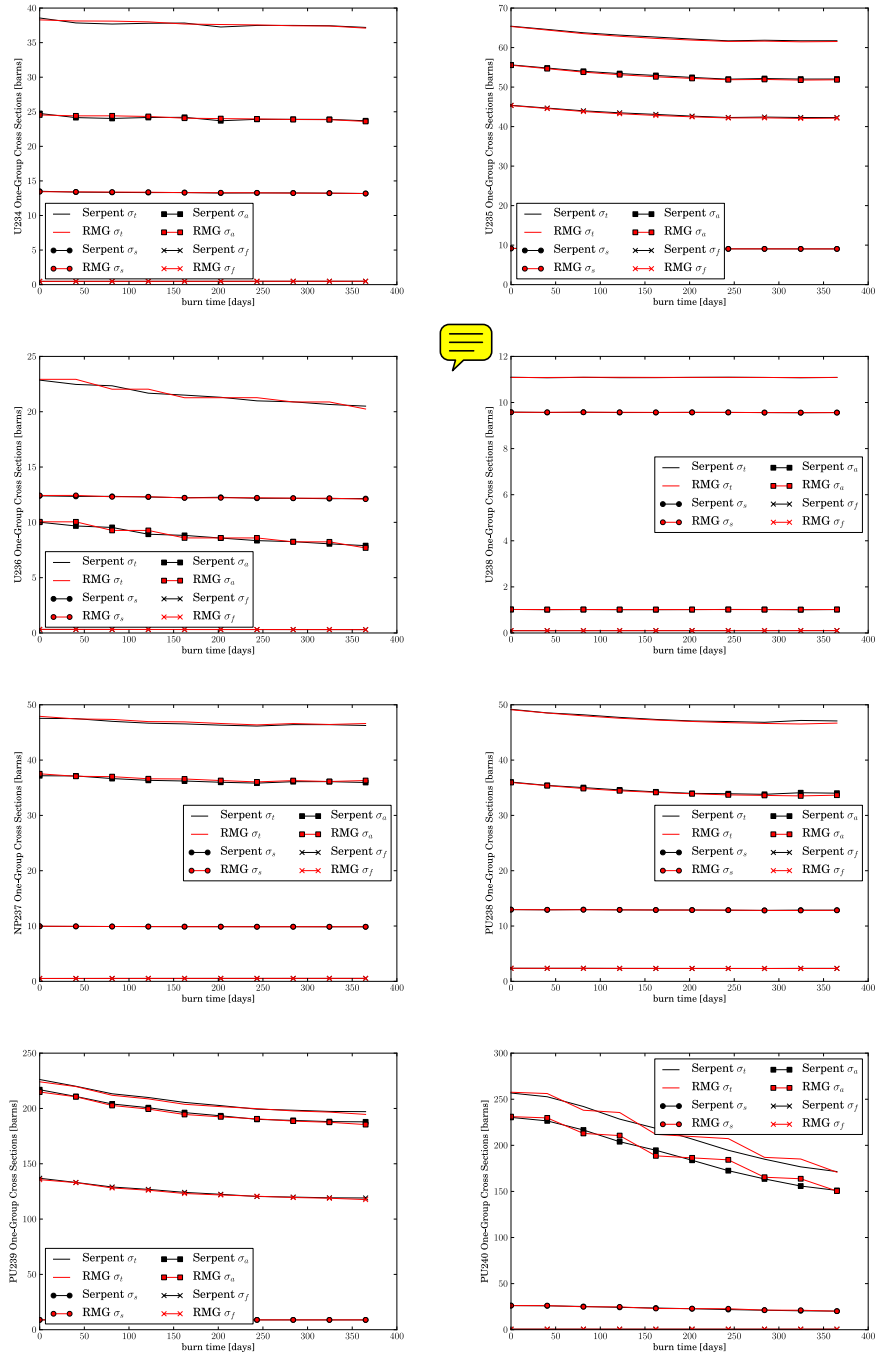 40
35
30
25
20
15
10
5
0
U234 One-Group Cross Sections [barns]
Serpent σt
RMG σt
Serpent σs
RMG σs
Serpent σa
RMG σa
Serpent σf
RMG σf
0 50 100 150 200 250 300 350 400
burn time [days]
70
60
50
40
30
20
10
0
U235 One-Group Cross Sections [barns]
Serpent σt
RMG σt
Serpent σs
RMG σs
Serpent σa
RMG σa
Serpent σf
RMG σf
0 50 100 150 200 250 300 350 400
burn time [days]
25
20
15
10
5
0
U236 One-Group Cross Sections [barns]
Serpent σt
RMG σt
Serpent σs
RMG σs
Serpent σa
RMG σa
Serpent σf
RMG σf
0 50 100 150 200 250 300 350 400
burn time [days]
12
10
8
6
4
2
0
U238 One-Group Cross Sections [barns]
Serpent σt
RMG σt
Serpent σs
RMG σs
Serpent σa
RMG σa
Serpent σf
RMG σf
0 50 100 150 200 250 300 350 400
burn time [days]
50
40
30
20
10
0
NP237 One-Group Cross Sections [barns]
Serpent σt
RMG σt
Serpent σs
RMG σs
Serpent σa
RMG σa
Serpent σf
RMG σf
0 50 100 150 200 250 300 350 400
burn time [days]
50
40
30
20
10
0
PU238 One-Group Cross Sections [barns]
Serpent σt
RMG σt
Serpent σs
RMG σs
Serpent σa
RMG σa
Serpent σf
RMG σf
0 50 100 150 200 250 300 350 400
burn time [days]
250
200
150
100
50
0
PU239 One-Group Cross Sections [barns]
Serpent σt
RMG σt
Serpent σs
RMG σs
Serpent σa
RMG σa
Serpent σf
RMG σf
0 50 100 150 200 250 300 350 400
burn time [days]
300
250
200
150
100
50
0
PU240 One-Group Cross Sections [barns]
Serpent σt
RMG σt
Serpent σs
RMG σs
Serpent σa
RMG σa
Serpent σf
RMG σf
0 50 100 150 200 250 300 350 400
burn time [days]